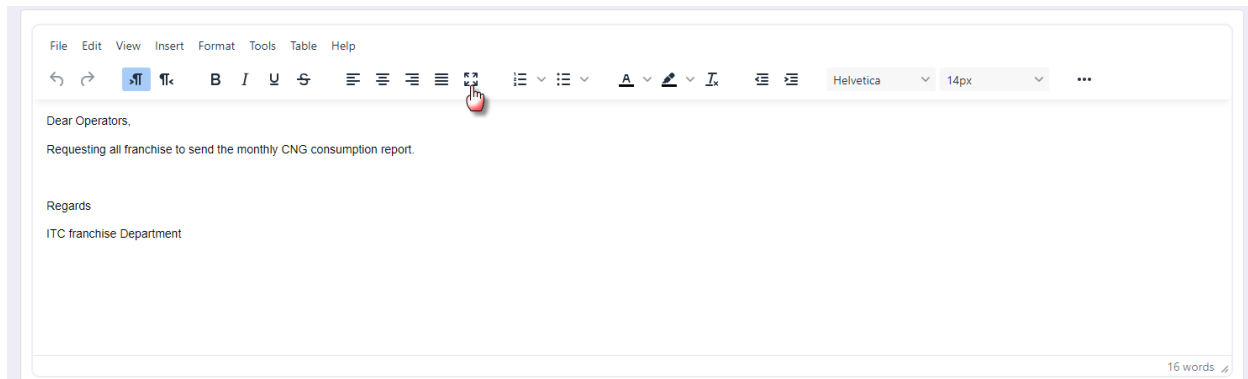 File Edit View Insert Format Tools Table Help
B I U S A Helvetica 14px
Dear Operators,
Requesting all franchise to send the monthly CNG consumption report.
Regards
ITC franchise Department
16 words